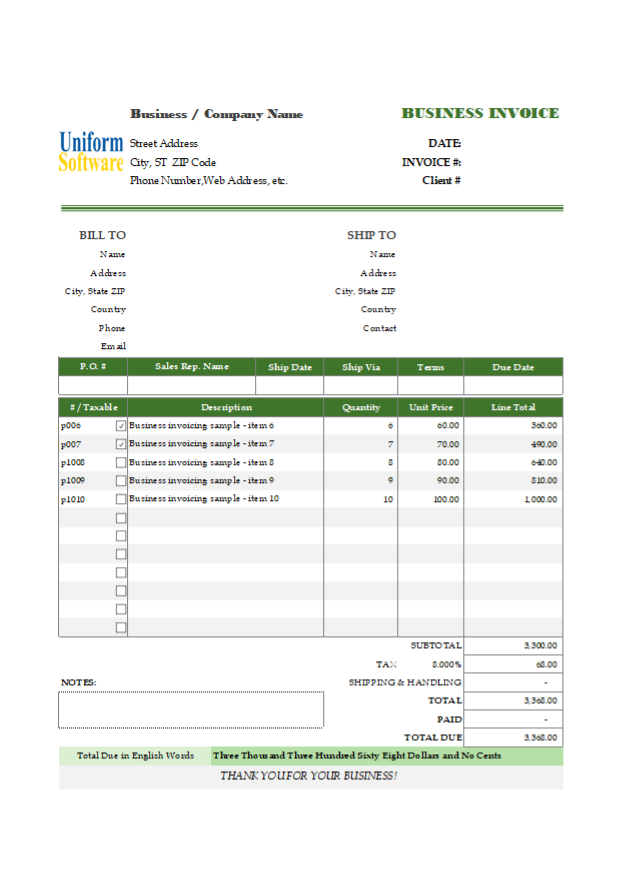 Business / Company Name BUSINESS INVOICE
Uniform Software
Street Address DATE:
City, ST ZIP Code INVOICE #:
Phone Number,Web Address, etc. Client #
BILL TO SHIP TO
Name Name
Address Address
City, State ZIP City, State ZIP
Country Country
Phone Contact
Email
P.O. # Sales Rep. Name Ship Date Ship Via Terms Due Date
# / Taxable Description Quantity Unit Price Line Total
p006 Business invoicing sample - item 6 6 60.00 360.00
p007 Business invoicing sample - item 7 7 70.00 490.00
p1008 Business invoicing sample - item 8 8 80.00 640.00
p1009 Business invoicing sample - item 9 9 90.00 810.00
p1010 Business invoicing sample - item 10 10 100.00 1,000.00
SUBTOTAL 3,300.00
TAX 8.000% 68.00
NOTES: SHIPPING & HANDLING -
TOTAL 3,368.00
PAID -
TOTAL DUE 3,368.00
Total Due in English Words Three Thousand Three Hundred Sixty Eight Dollars and No Cents
THANK YOU FOR YOUR BUSINESS!